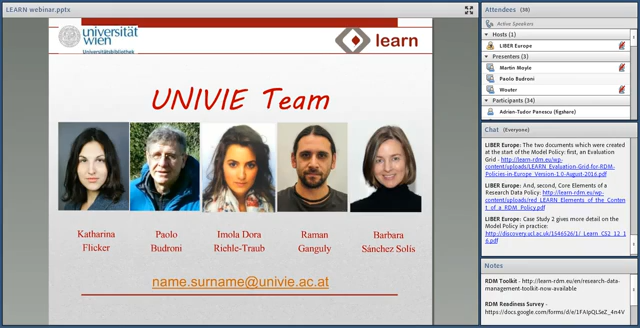 LEARN webinar.pptx
universität
wien
Universitätsbibliothek
learn
UNIVIE Team
Katharina
Flicker
Paolo
Budroni
Imola Dora
Riehle-Traub
Raman
Ganguly
Barbara
Sánchez Solís
name.surname@univie.ac.at
Attendees (38)
Active Speakers
Hosts (1)
LIBER Europe
Presenters (3)
Martin Moyle
Paolo Budroni
Wouter
Participants (34)
Adrian-Tudor Panescu (figshare)
Chat (Everyone)
LIBER Europe: The two documents which were created
at the start of the Model Policy: first, an Evaluation
Grid - http://learn-rdm.eu/wp-
content/uploads/LEARN_Evaluation-Grid-for-RDM-
Policies-in-Europe_Version-1.0-August-2016.pdf
LIBER Europe: And, second, Core Elements of a
Research Data Policy: http://learn-rdm.eu/wp-
content/uploads/red_LEARN_Elements_of_the_Conten
t_of_a_RDM_Policy.pdf
LIBER Europe: Case Study 2 gives more detail on the
Model Policy in practice:
http://discovery.ucl.ac.uk/1546526/1/_Learn_CS2_12_1
6.pdf
Notes
RDM Toolkit - http://learn-rdm.eu/en/research-data-
management-toolkit-now-available
RDM Readiness Survey -
https://docs.google.com/forms/d/e/1FAIpQLSeZ_4n4V